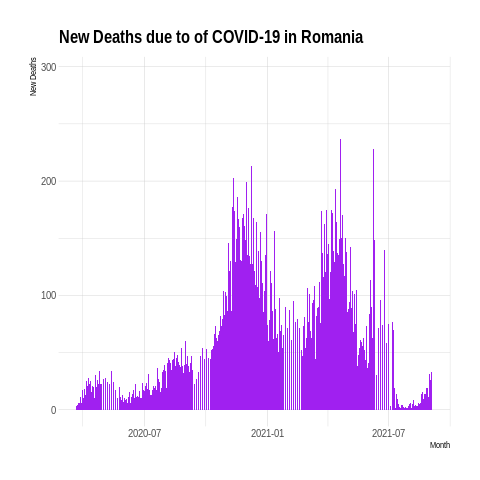 New Deaths due to of COVID-19 in Romania
New Deaths
300
200
100
0
2020-07
2021-01
2021-07
Month